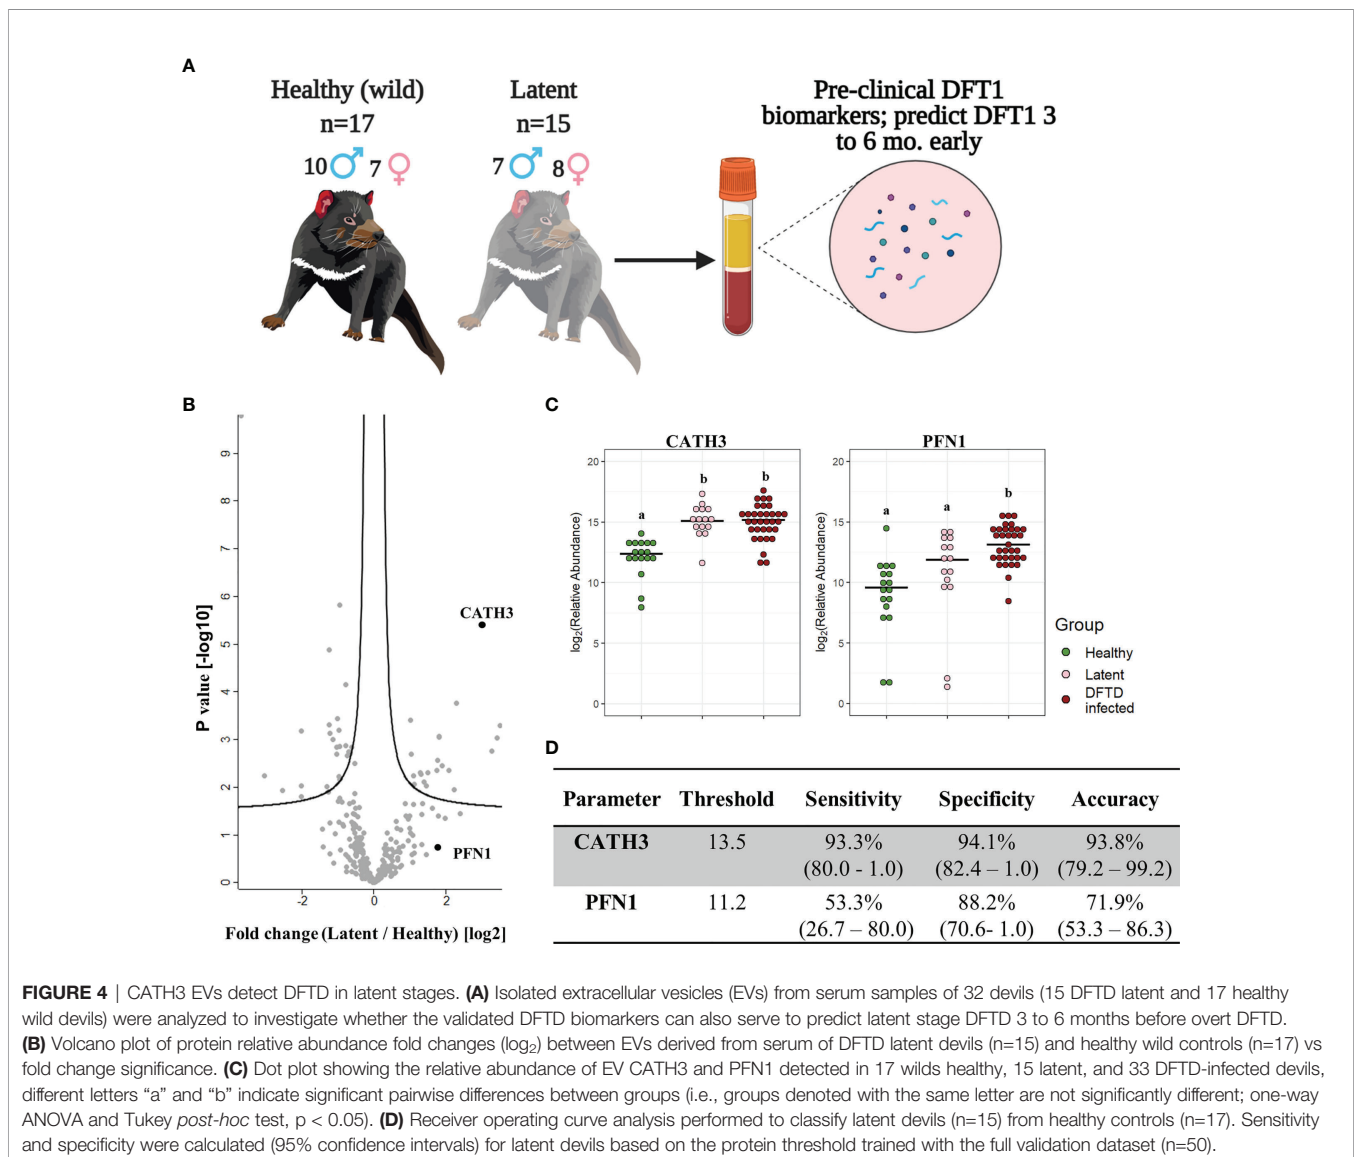 A
Healthy (wild)
n=17
10 ♂ 7 ♀
Latent
n=15
7 ♂ 8 ♀
Pre-clinical DFT1
biomarkers; predict DFT1 3
to 6 mo. early
B
P value [-log10]
9
8
7
6
5
4
3
2
1
0
-2
0
2
CATH3
PFN1
Fold change (Latent / Healthy) [log2]
C
CATH3
log2(Relative Abundance)
20
15
10
5
0
a
b
b
PFN1
log2(Relative Abundance)
20
15
10
5
0
a
a
b
Group
Healthy
Latent
DFTD
infected
D
Parameter Threshold Sensitivity Specificity Accuracy
CATH3 13.5 93.3% 94.1% 93.8%
(80.0 - 1.0) (82.4 – 1.0) (79.2 – 99.2)
PFN1 11.2 53.3% 88.2% 71.9%
(26.7 – 80.0) (70.6- 1.0) (53.3 – 86.3)
FIGURE 4 | CATH3 EVs detect DFTD in latent stages. (A) Isolated extracellular vesicles (EVs) from serum samples of 32 devils (15 DFTD latent and 17 healthy
wild devils) were analyzed to investigate whether the validated DFTD biomarkers can also serve to predict latent stage DFTD 3 to 6 months before overt DFTD.
(B) Volcano plot of protein relative abundance fold changes (log2) between EVs derived from serum of DFTD latent devils (n=15) and healthy wild controls (n=17) vs
fold change significance. (C) Dot plot showing the relative abundance of EV CATH3 and PFN1 detected in 17 wilds healthy, 15 latent, and 33 DFTD-infected devils,
different letters “a” and “b” indicate significant pairwise differences between groups (i.e., groups denoted with the same letter are not significantly different; one-way
ANOVA and Tukey post-hoc test, p < 0.05). (D) Receiver operating curve analysis performed to classify latent devils (n=15) from healthy controls (n=17). Sensitivity
and specificity were calculated (95% confidence intervals) for latent devils based on the protein threshold trained with the full validation dataset (n=50).